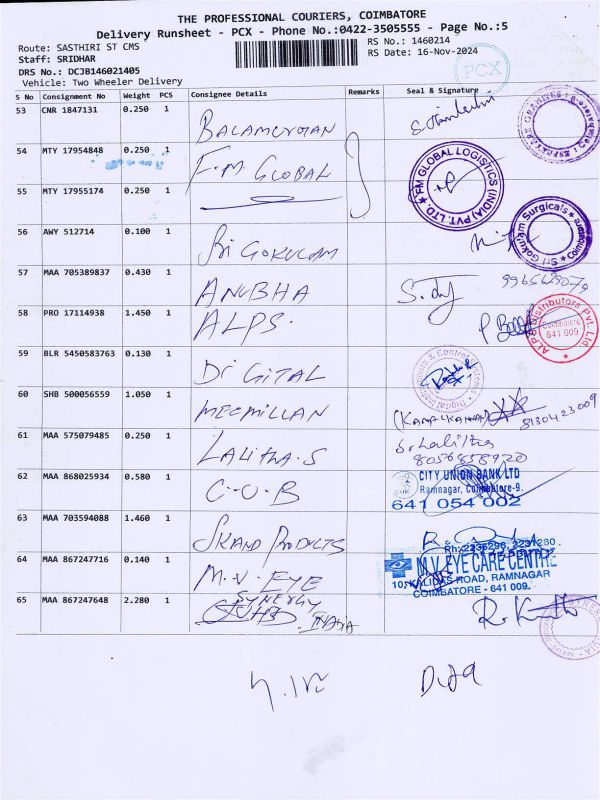 THE PROFESSIONAL COURIERS, COIMBATORE
Delivery Runsheet - PCX - Phone No.:0422-3505555 - Page No.:5
Route: SASTHIRI ST CMS
RS No.: 1460214
Staff: SRIDHAR
RS Date: 16-Nov-2024
DRS No.: DCJB146021405
PCX
Vehicle: Two Wheeler Delivery
S No Consignment No Weight PCS Consignee Details Remarks Seal & Signature
53 CNR 1847131 0.250 1 BALAMURUGAN
54 MTY 17954848 0.250 1 F.M. GLOBAL
FM GLOBAL LOGISTICS (INDIA) PVT. LTD.
55 MTY 17955174 0.250 1
56 AWY 512714 0.100 1 Sri GOKULAM
Sri Gokulam Surgicals Coimbatore
57 MAA 705389837 0.430 1 ANUBHA
58 PRO 17114938 1.450 1 ALPS.
ALPS Distributors Pvt. Ltd
Coimbatore
641 009
59 BLR 5450583763 0.130 1 DiGITAL
60 SHB 500056559 1.050 1 MECMILLAN
8130423009
61 MAA 575079485 0.250 1 LALITHA.S
S. Lalitha
8056858920
62 MAA 868025934 0.580 1 C.U.B
CITY UNION BANK LTD
Ramnagar, Coimbatore-9.
641 054 002
63 MAA 703594088 1.460 1 SKAND PRODUCTS
64 MAA 867247716 0.140 1 M.V. EYE
M.V. EYE CARE CENTRE
10, KALIDAS ROAD, RAMNAGAR
COIMBATORE - 641 009.
65 MAA 867247648 2.280 1 SYNERGY
INDIA